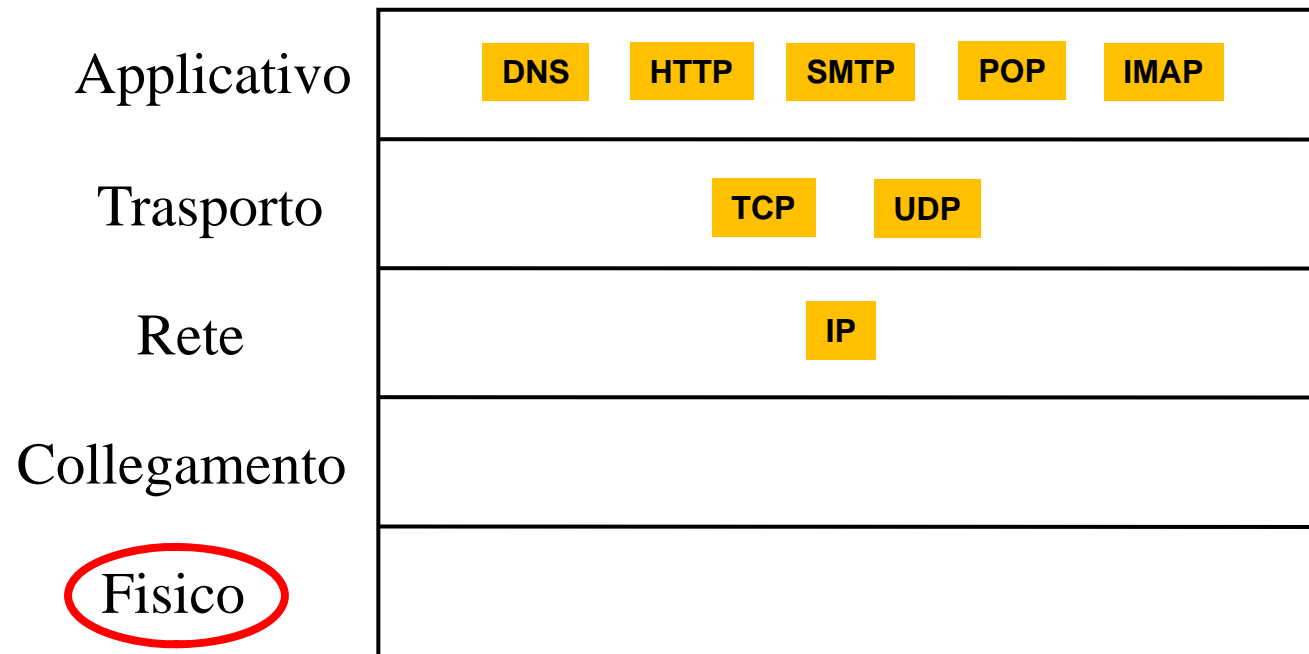 Applicativo DNS HTTP SMTP POP IMAP
Trasporto TCP UDP
Rete IP
Collegamento
Fisico